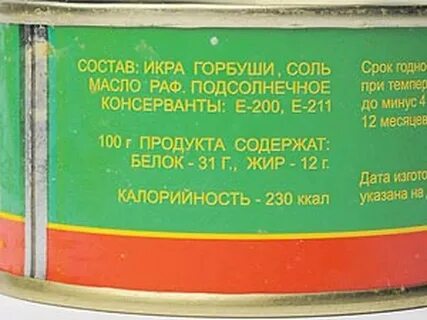 СОСТАВ: ИКРА ГОРБУШИ, СОЛЬ
МАСЛО РАФ. ПОДСОЛНЕЧНОЕ
КОНСЕРВАНТЫ: Е-200, Е-211
100 г ПРОДУКТА СОДЕРЖАТ:
БЕЛОК - 31 Г., ЖИР - 12 г.
КАЛОРИЙНОСТЬ - 230 ккал
Срок годно
при темпер
до минус 4
12 месяцев
Дата изгото
указана на